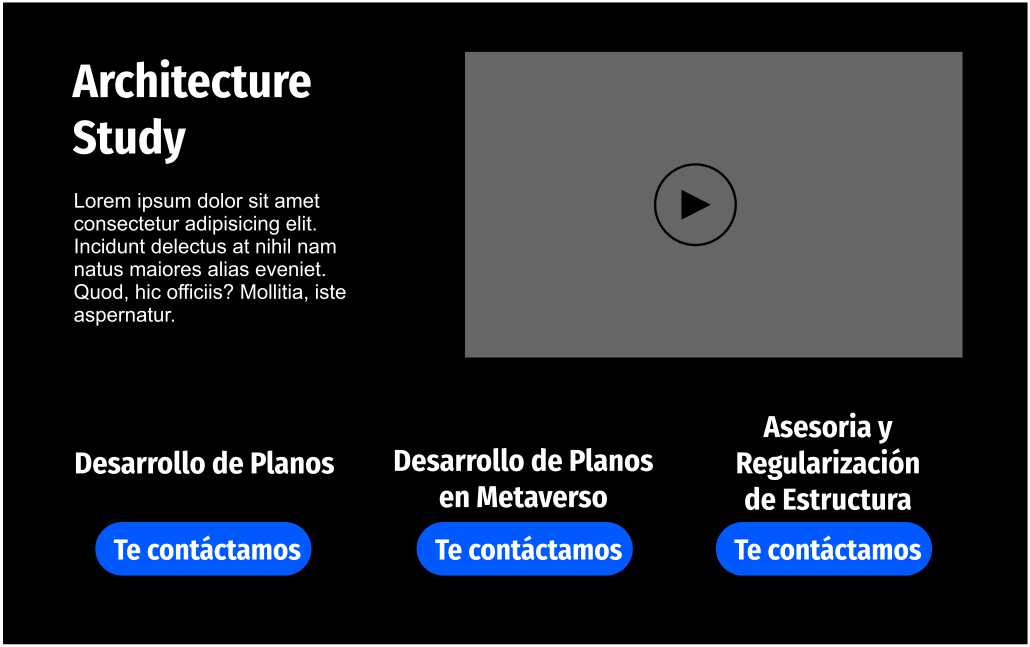 Architecture
Study
Lorem ipsum dolor sit amet
consectetur adipisicing elit.
Incidunt delectus at nihil nam
natus maiores alias eveniet.
Quod, hic officiis? Mollitia, iste
aspernatur.
Desarrollo de Planos
Te contáctamos
Desarrollo de Planos
en Metaverso
Te contáctamos
Asesoria y
Regularización
de Estructura
Te contáctamos